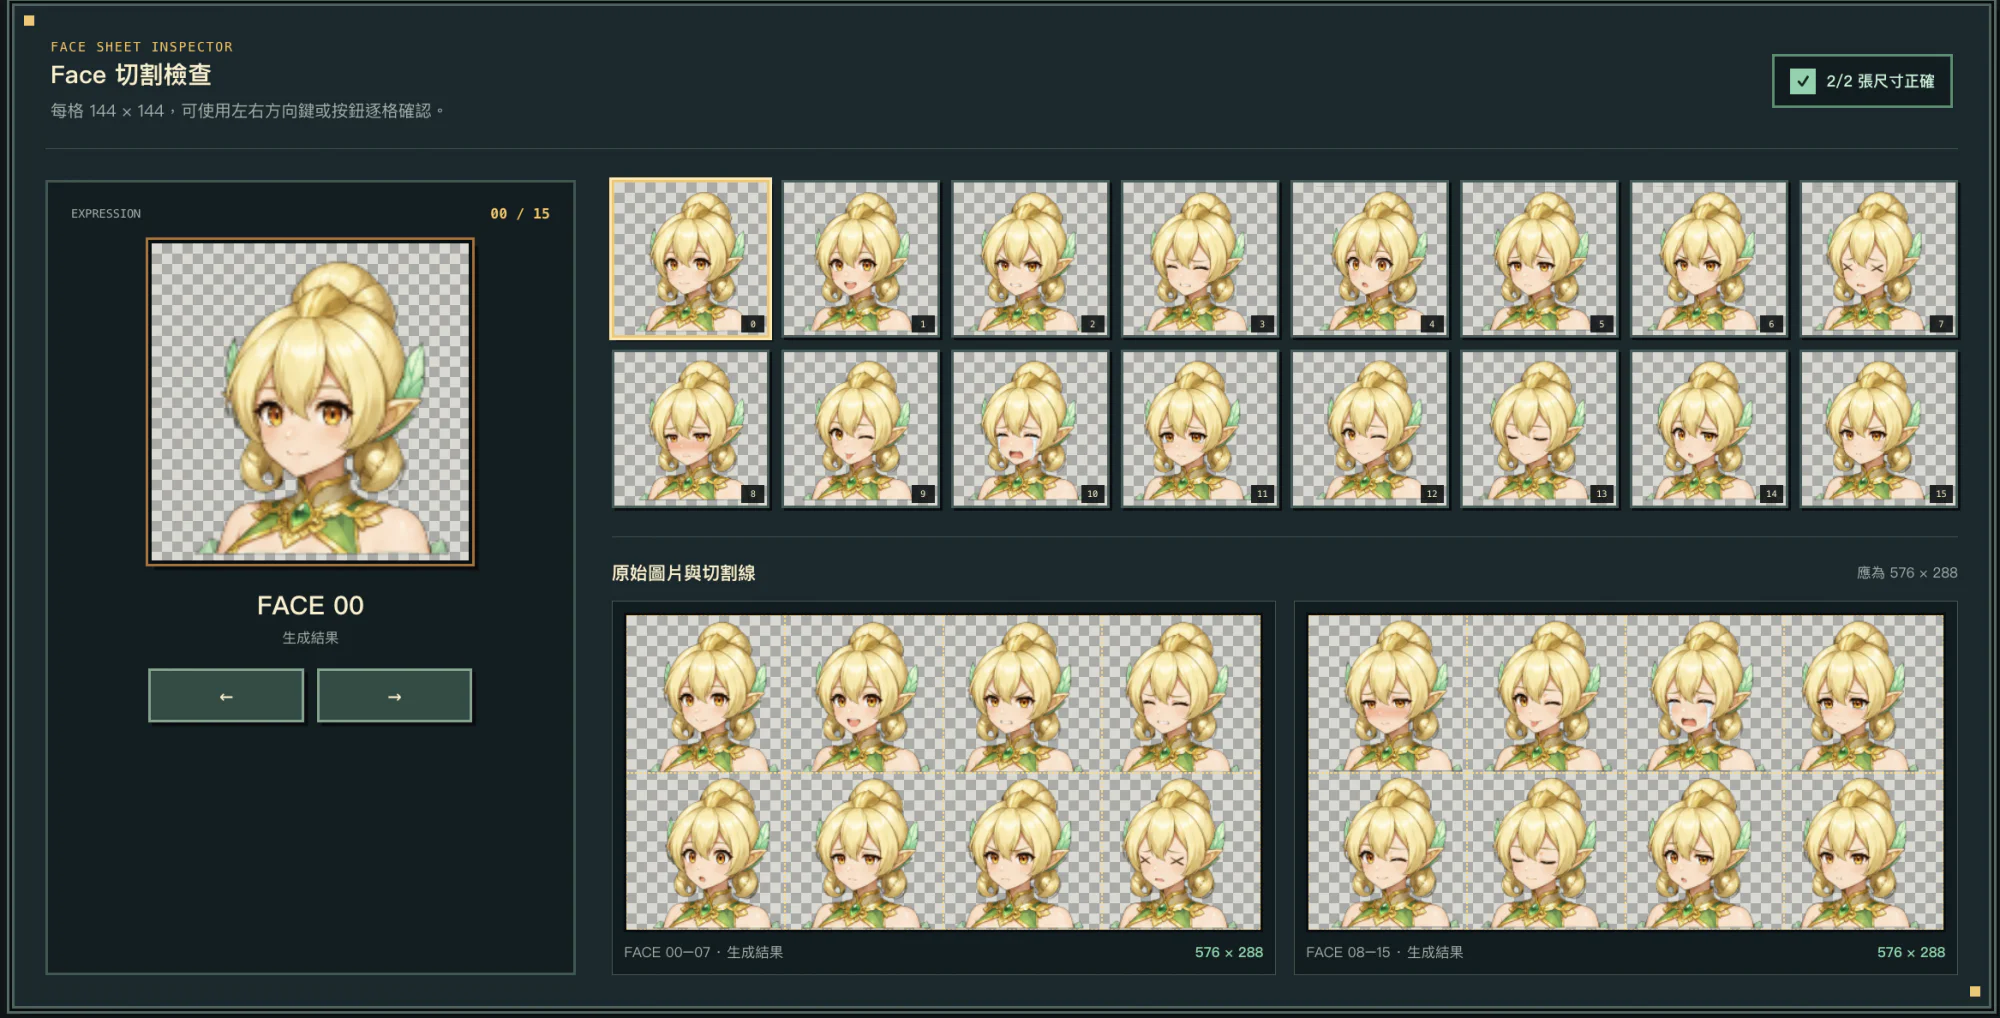 FACE SHEET INSPECTOR
Face 切割檢查
每格 144 × 144，可使用左右方向鍵或按鈕逐格確認。
2/2 張尺寸正確
EXPRESSION
00 / 15
FACE 00
生成結果
←
→
0
1
2
3
4
5
6
7
8
9
10
11
12
13
14
15
原始圖片與切割線
應為 576 × 288
FACE 00—07 · 生成結果
576 × 288
FACE 08—15 · 生成結果
576 × 288